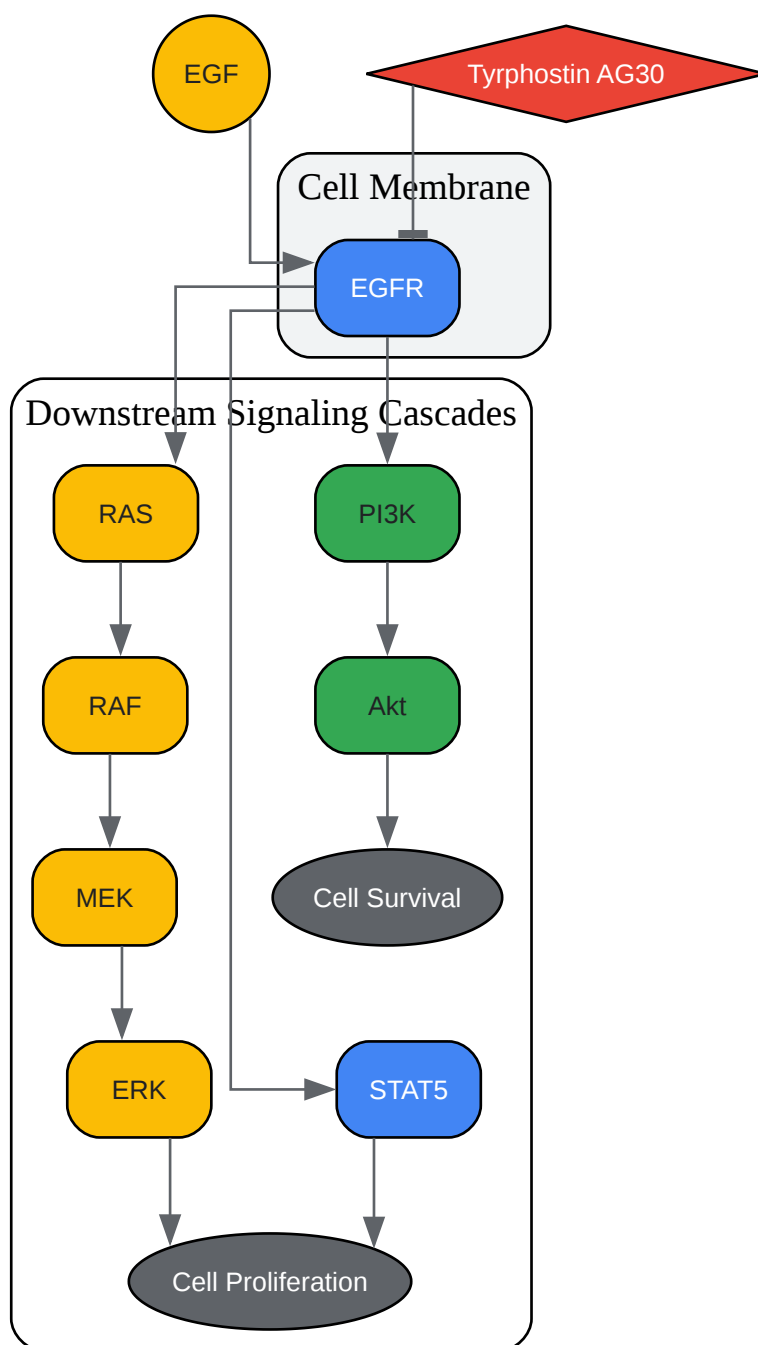 EGF
Tyrphostin AG30
Cell Membrane
EGFR
Downstream Signaling Cascades
RAS
PI3K
RAF
Akt
MEK
Cell Survival
ERK
STAT5
Cell Proliferation